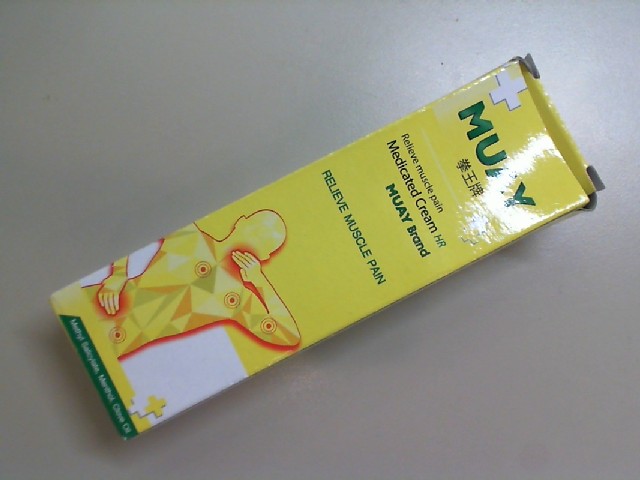 MUAY
拳王牌
Relieve muscle pain
Medicated Cream HR
MUAY Brand
RELIEVE MUSCLE PAIN
Methyl Salicylate, Menthol, Clove Oil